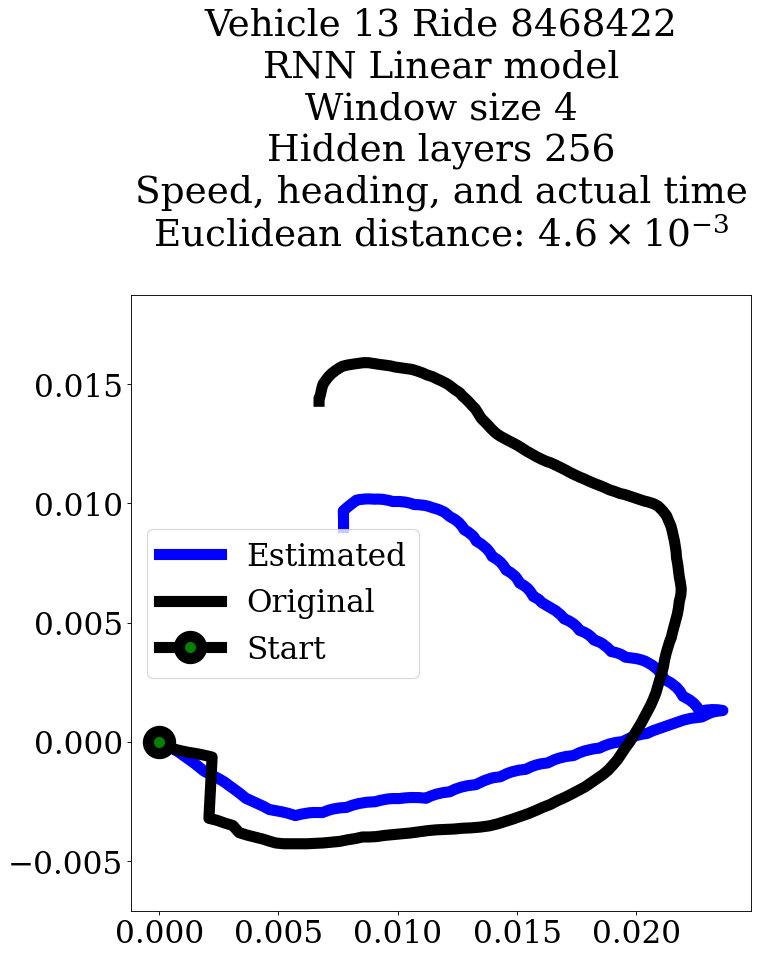 Vehicle 13 Ride 8468422
RNN Linear model
Window size 4
Hidden layers 256
Speed, heading, and actual time
Euclidean distance: 4.6 × 10⁻³
0.015
0.010
0.005
0.000
−0.005
Estimated
Original
Start
0.000 0.005 0.010 0.015 0.020